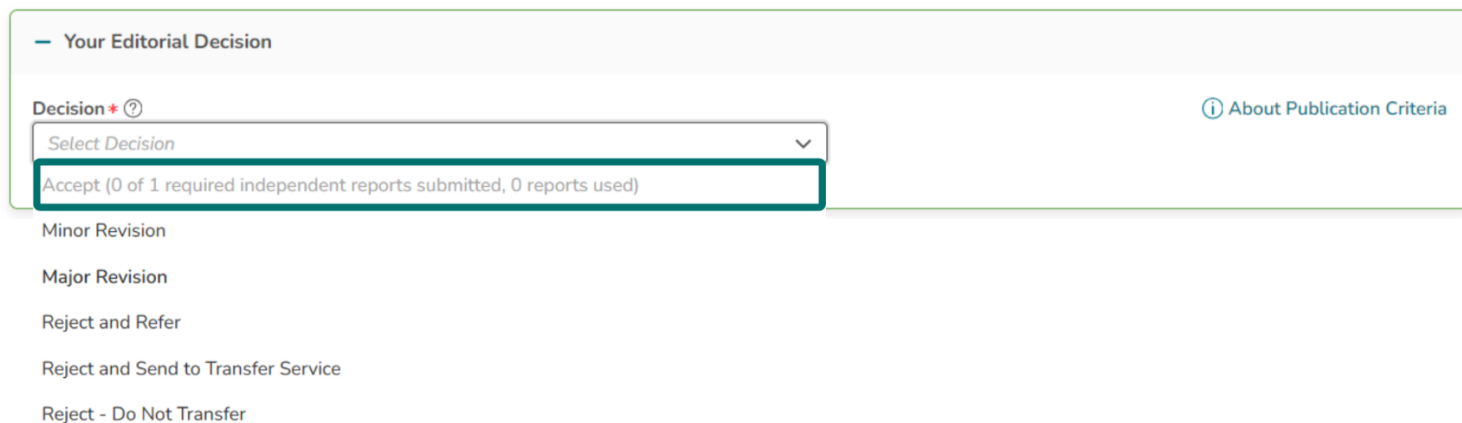 — Your Editorial Decision
Decision * ?
i About Publication Criteria
Select Decision
Accept (0 of 1 required independent reports submitted, 0 reports used)
Minor Revision
Major Revision
Reject and Refer
Reject and Send to Transfer Service
Reject - Do Not Transfer